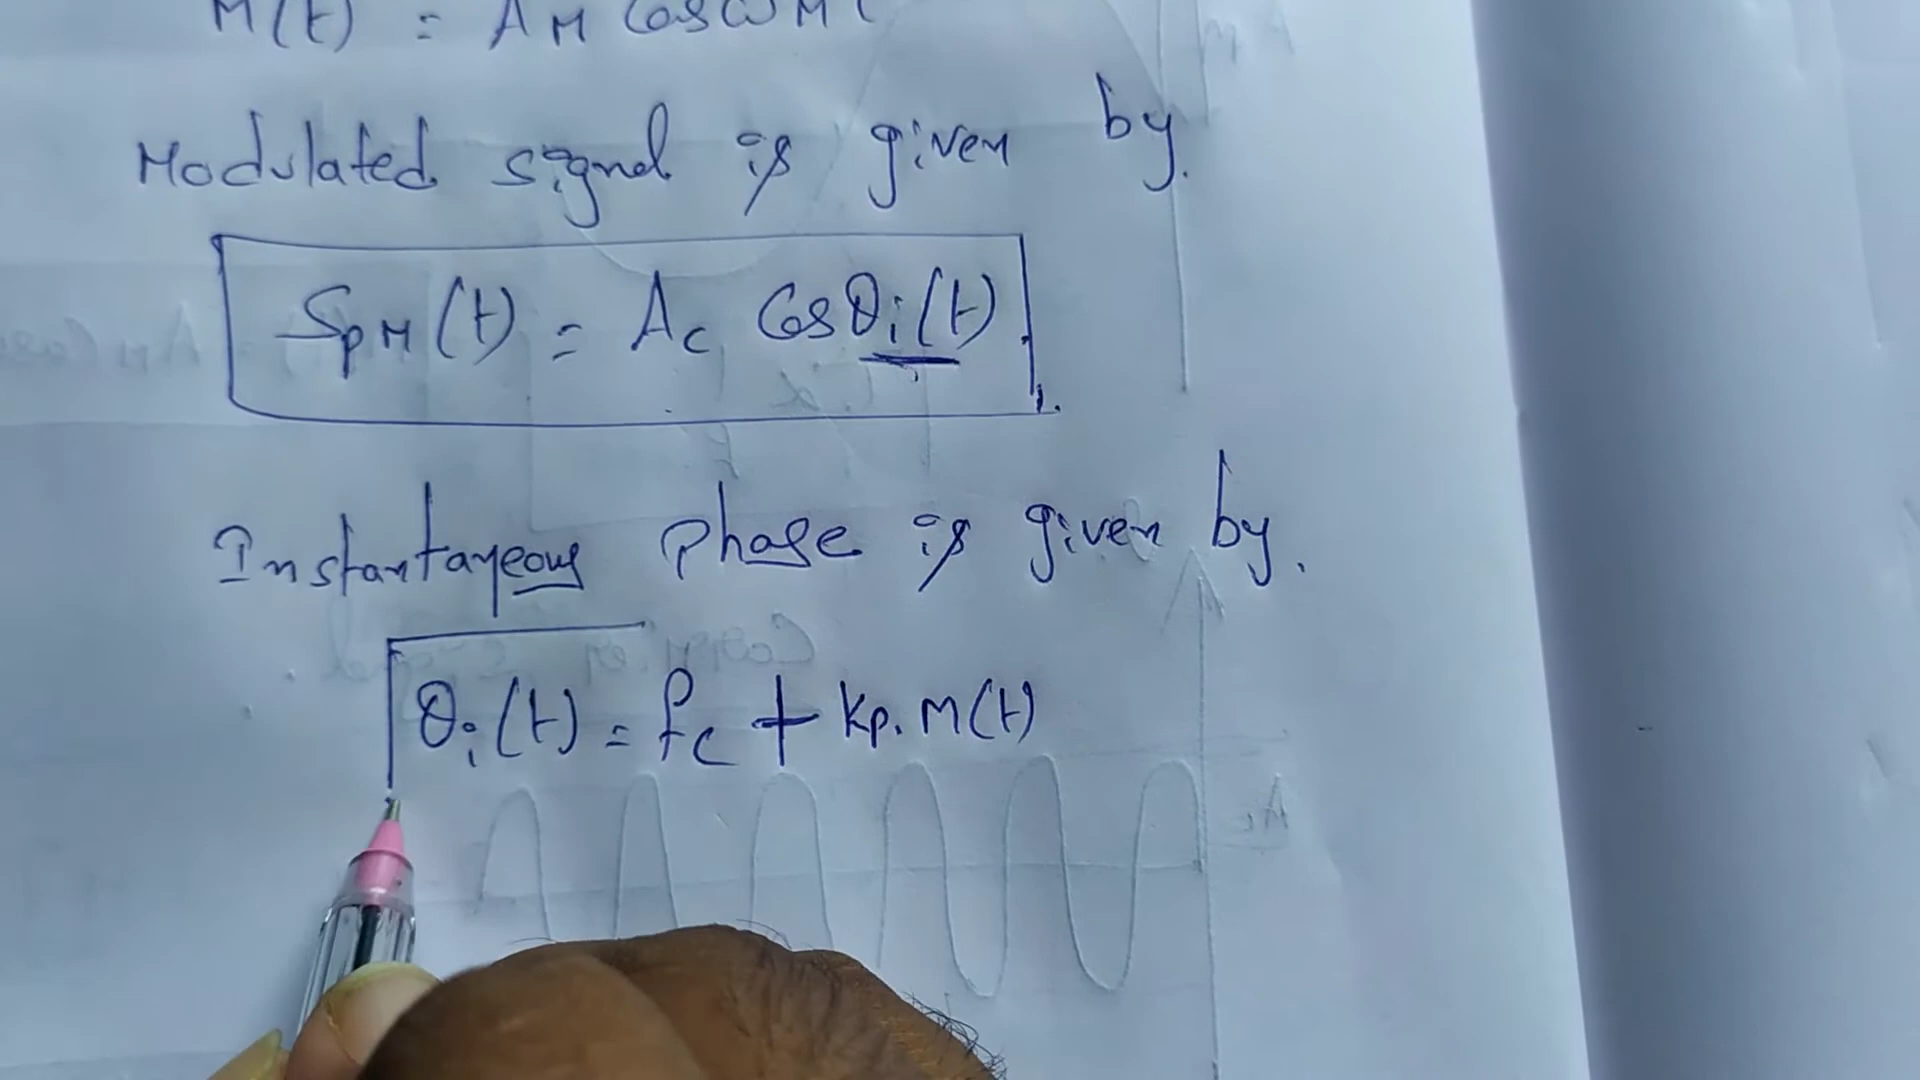 M(t) = AM Cos ωM t
Modulated signal is given by.
SPM(t) = Ac Cos θi(t)
Instantaneous Phase is given by.
θi(t) = fc + kp. M(t)